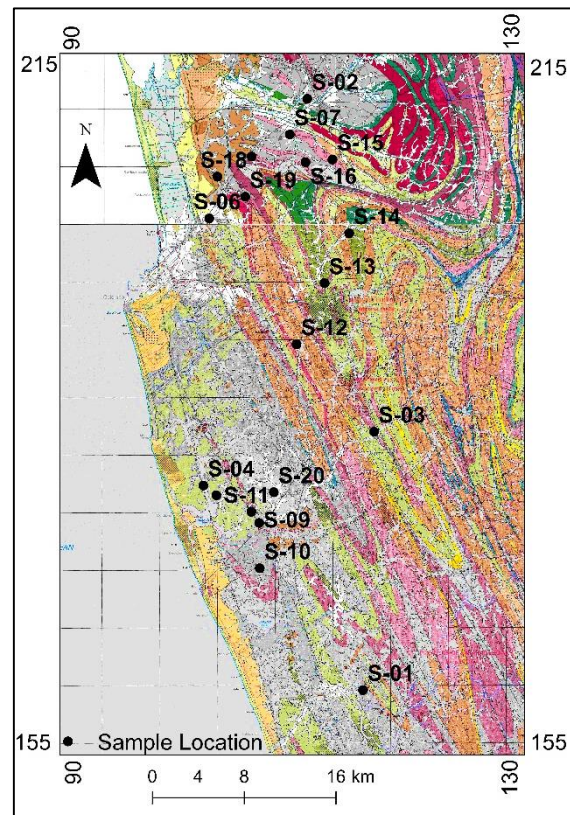 90
130
215
215
S-02
S-07
N
S-15
S-18
S-16
S-19
S-06
S-14
S-13
S-12
S-03
S-04
S-20
S-11
S-09
S-10
S-01
Sample Location
155
155
90
130
0 4 8 16 km